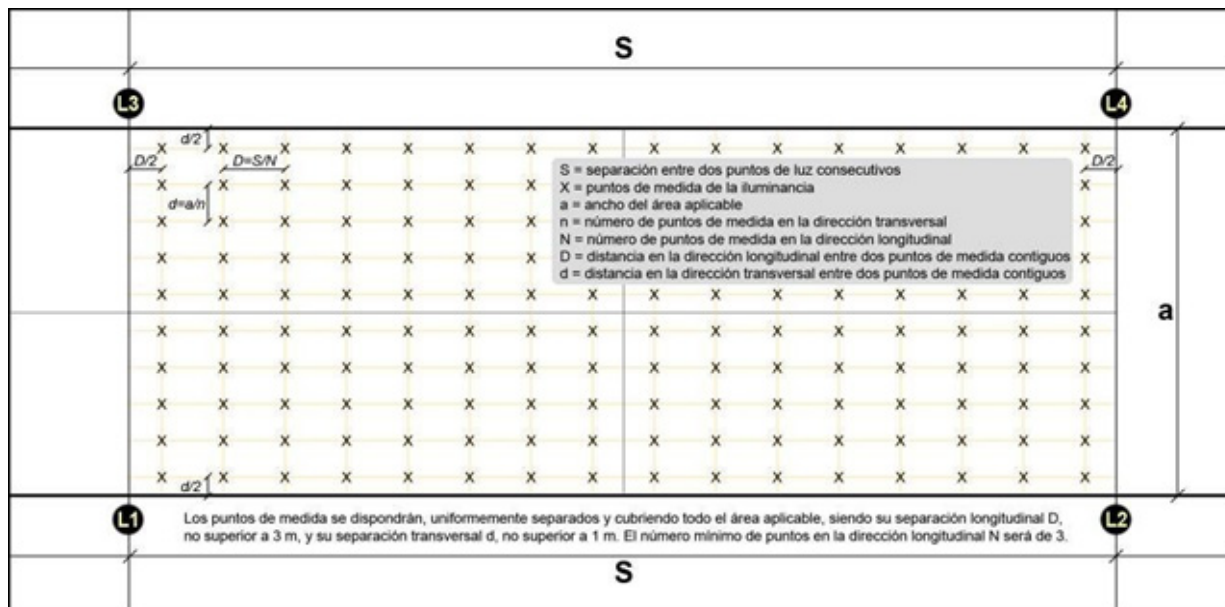 S
L3
L4
d/2
D/2
D=S/N
D/2
d=a/n
S = separación entre dos puntos de luz consecutivos
X = puntos de medida de la iluminancia
a = ancho del área aplicable
n = número de puntos de medida en la dirección transversal
N = número de puntos de medida en la dirección longitudinal
D = distancia en la dirección longitudinal entre dos puntos de medida contiguos
d = distancia en la dirección transversal entre dos puntos de medida contiguos
a
d/2
L1
L2
Los puntos de medida se dispondrán, uniformemente separados y cubriendo todo el área aplicable, siendo su separación longitudinal D,
no superior a 3 m, y su separación transversal d, no superior a 1 m. El número mínimo de puntos en la dirección longitudinal N será de 3.
S